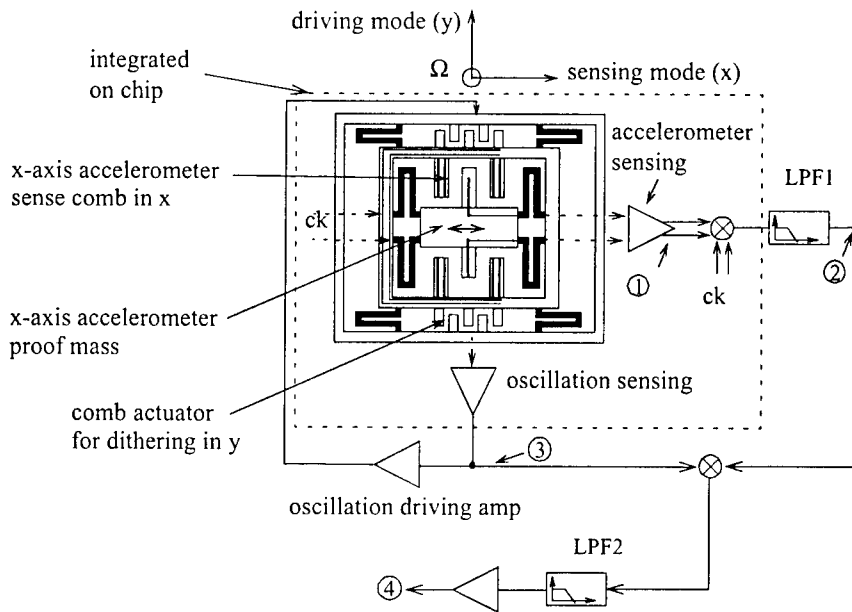 driving mode (y)
integrated
on chip
Ω
sensing mode (x)
accelerometer
sensing
x-axis accelerometer
sense comb in x
LPF1
ck
①
②
ck
x-axis accelerometer
proof mass
oscillation sensing
comb actuator
for dithering in y
③
oscillation driving amp
LPF2
④